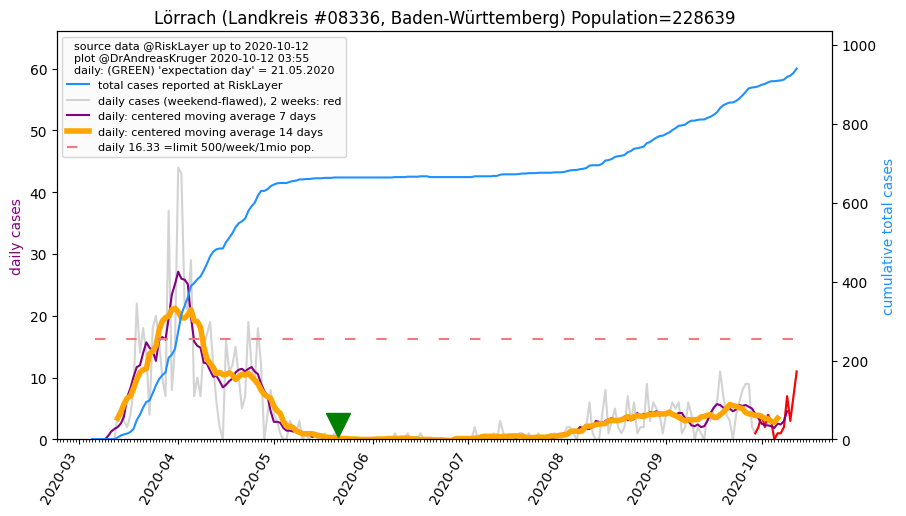 Lörrach (Landkreis #08336, Baden-Württemberg) Population=228639
source data @RiskLayer up to 2020-10-12
plot @DrAndreasKruger 2020-10-12 03:55
daily: (GREEN) 'expectation day' = 21.05.2020
total cases reported at RiskLayer
daily cases (weekend-flawed), 2 weeks: red
daily: centered moving average 7 days
daily: centered moving average 14 days
daily 16.33 =limit 500/week/1mio pop.
daily cases
60
50
40
30
20
10
0
cumulative total cases
1000
800
600
400
200
0
2020-03
2020-04
2020-05
2020-06
2020-07
2020-08
2020-09
2020-10